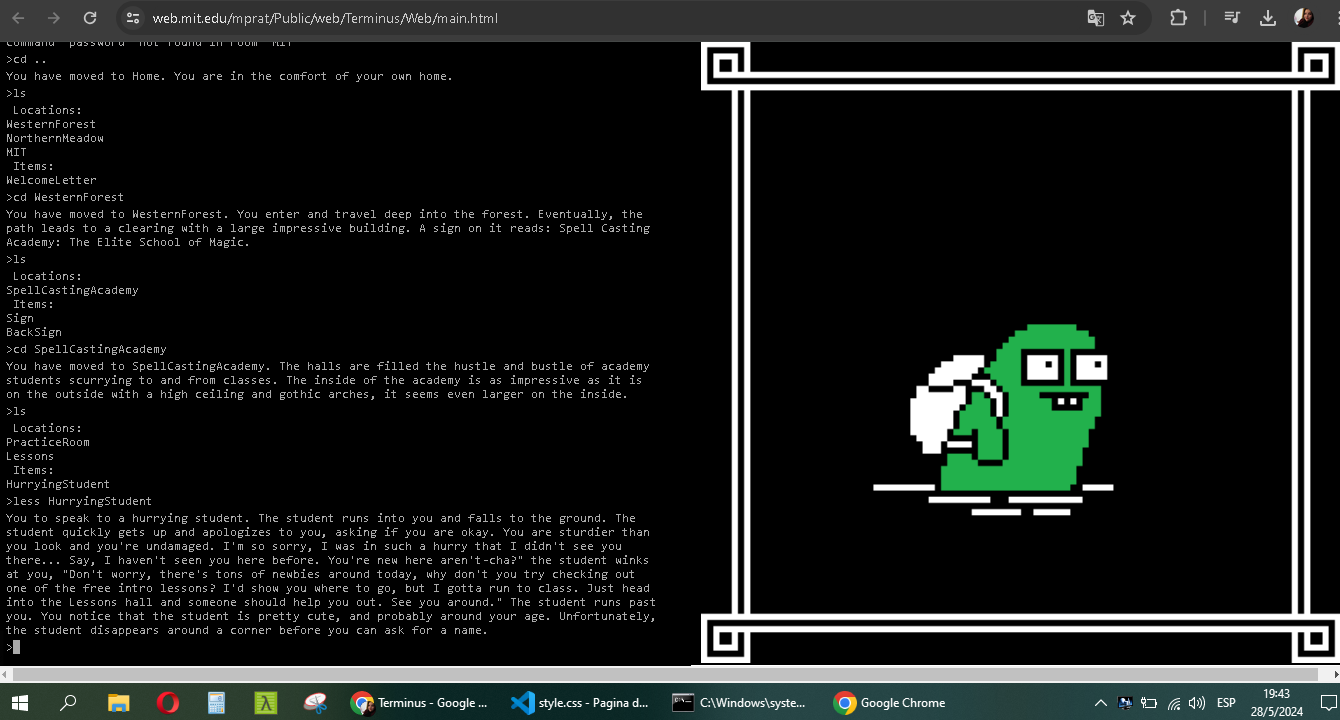 web.mit.edu/mprat/Public/web/Terminus/Web/main.html
Command 'password' not found in room 'MIT'
>cd ..
You have moved to Home. You are in the comfort of your own home.
>ls
Locations:
WesternForest
NorthernMeadow
MIT
Items:
WelcomeLetter
>cd WesternForest
You have moved to WesternForest. You enter and travel deep into the forest. Eventually, the
path leads to a clearing with a large impressive building. A sign on it reads: Spell Casting
Academy: The Elite School of Magic.
>ls
Locations:
SpellCastingAcademy
Items:
Sign
BackSign
>cd SpellCastingAcademy
You have moved to SpellCastingAcademy. The halls are filled the hustle and bustle of academy
students scurrying to and from classes. The inside of the academy is as impressive as it is
on the outside with a high ceiling and gothic arches, it seems even larger on the inside.
>ls
Locations:
PracticeRoom
Lessons
Items:
HurryingStudent
>less HurryingStudent
You to speak to a hurrying student. The student runs into you and falls to the ground. The
student quickly gets up and apologizes to you, asking if you are okay. You are sturdier than
you look and you're undamaged. I'm so sorry, I was in such a hurry that I didn't see you
there... Say, I haven't seen you here before. You're new here aren't-cha?" the student winks
at you, "Don't worry, there's tons of newbies around today, why don't you try checking out
one of the free intro lessons? I'd show you where to go, but I gotta run to class. Just head
into the Lessons hall and someone should help you out. See you around." The student runs past
you. You notice that the student is pretty cute, and probably around your age. Unfortunately,
the student disappears around a corner before you can ask for a name.
>
Terminus - Google ...
style.css - Pagina d...
C:\Windows\syste...
Google Chrome
ESP
19:43
28/5/2024